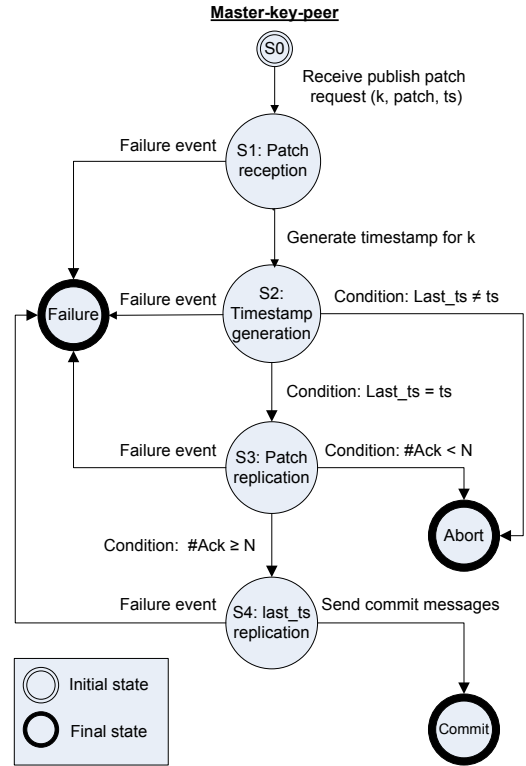 Master-key-peer
S0
Receive publish patch
request (k, patch, ts)
Failure event
S1: Patch
reception
Generate timestamp for k
Failure
Failure event
S2:
Timestamp
generation
Condition: Last_ts ≠ ts
Condition: Last_ts = ts
Failure event
S3: Patch
replication
Condition: #Ack < N
Abort
Condition: #Ack ≥ N
Failure event
S4: last_ts
replication
Send commit messages
Commit
Initial state
Final state